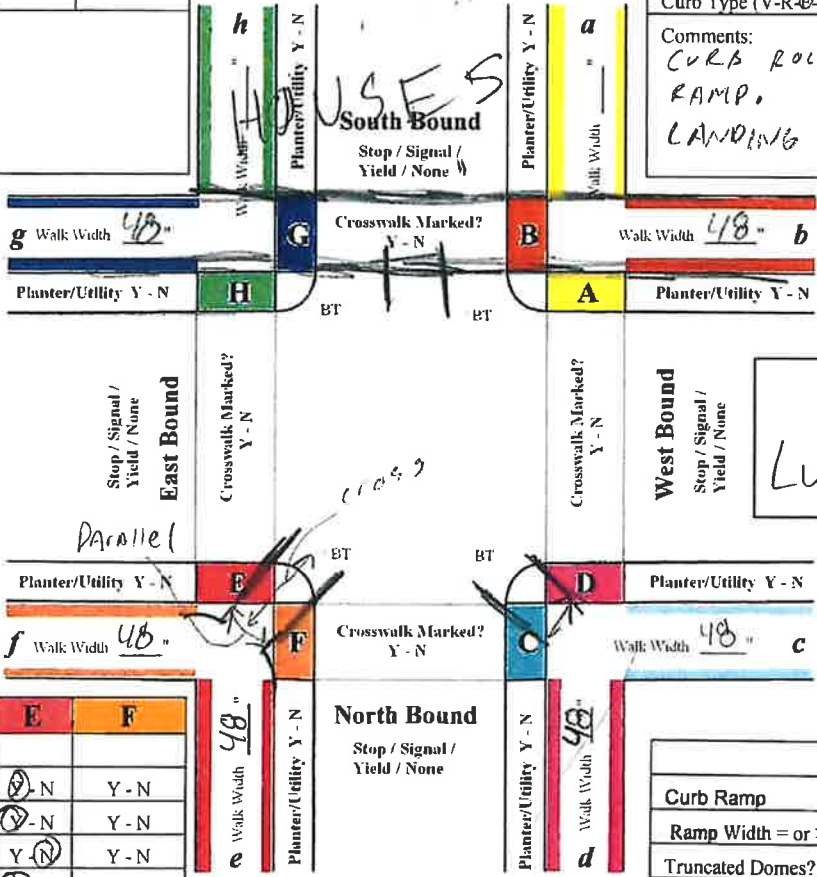 h
Planter/Utility Y - N
Walk Width ___ "
HOUSES
South Bound
Stop / Signal /
Yield / None
Planter/Utility Y - N
a
Walk Width ___ "
Comments:
RAMP.
LANDING
g Walk Width 48 "
G
Crosswalk Marked?
Y - N
B
Walk Width 48 " b
Planter/Utility Y - N
H
BT
BT
A
Planter/Utility Y - N
Stop / Signal /
Yield / None
East Bound
Crosswalk Marked?
Y - N
Crosswalk Marked?
Y - N
West Bound
Stop / Signal /
Yield / None
Cross
Parallel
BT
BT
Planter/Utility Y - N
E
D
Planter/Utility Y - N
f Walk Width 48 "
F
Crosswalk Marked?
Y - N
C
Walk Width 48 " c
E F
Y - N Y - N
Y - N Y - N
Y - N Y - N
Walk Width 48 "
e
Planter/Utility Y - N
North Bound
Stop / Signal /
Yield / None
Planter/Utility Y - N
Walk Width 48 "
d
Curb Ramp
Ramp Width = or
Truncated Domes?